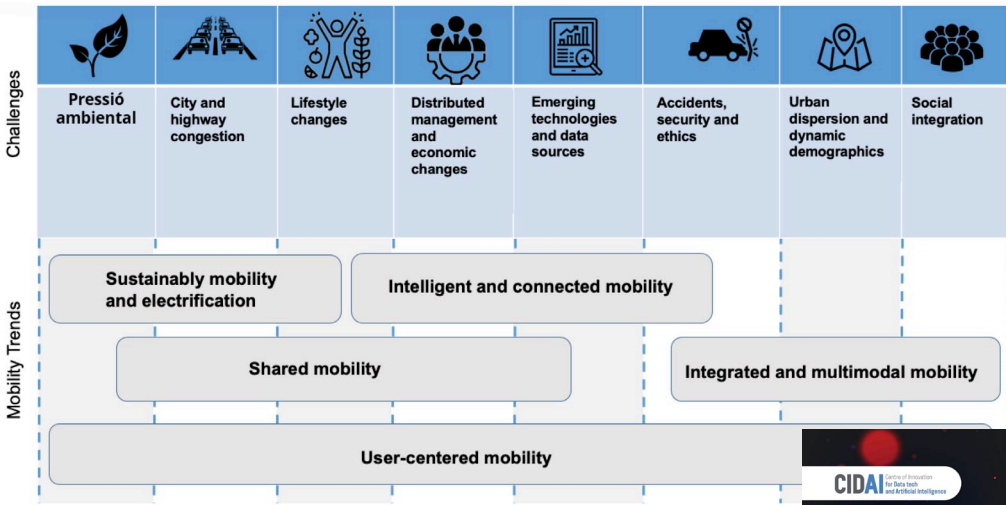 Challenges
Pressió
ambiental
City and
highway
congestion
Lifestyle
changes
Distributed
management
and
economic
changes
Emerging
technologies
and data
sources
Accidents,
security and
ethics
Urban
dispersion and
dynamic
demographics
Social
integration
Mobility Trends
Sustainably mobility
and electrification
Intelligent and connected mobility
Shared mobility
Integrated and multimodal mobility
User-centered mobility
CIDAI
Centre of Innovation
for Data tech
and Artificial Intelligence